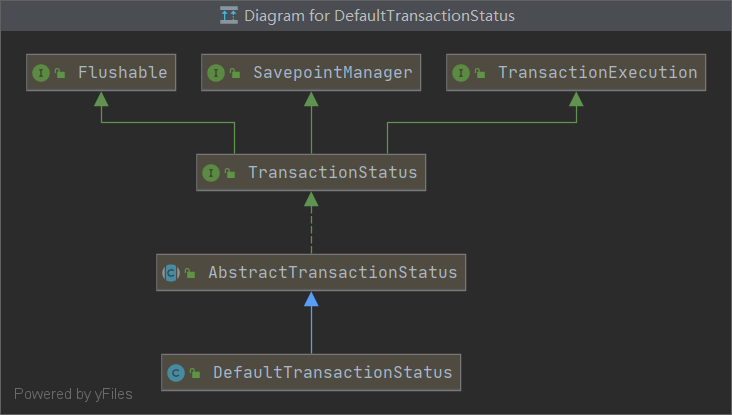 Diagram for DefaultTransactionStatus
I Flushable
I SavepointManager
I TransactionExecution
I TransactionStatus
C AbstractTransactionStatus
C DefaultTransactionStatus
Powered by yFiles